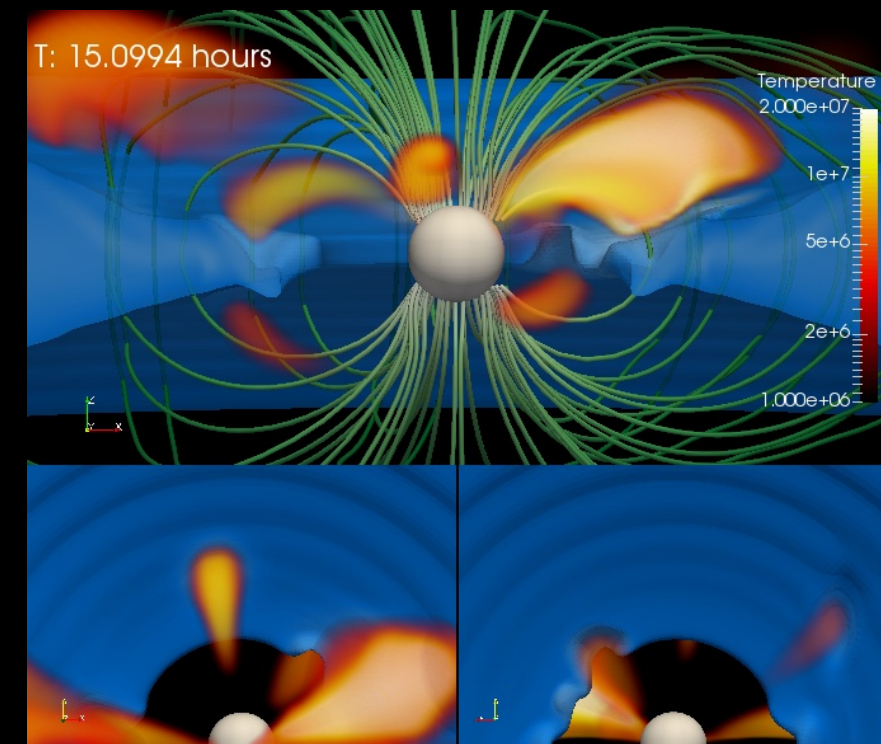 T: 15.0994 hours
Temperature
2.000e+07
1e+7
5e+6
2e+6
1.000e+06
Z
Y X